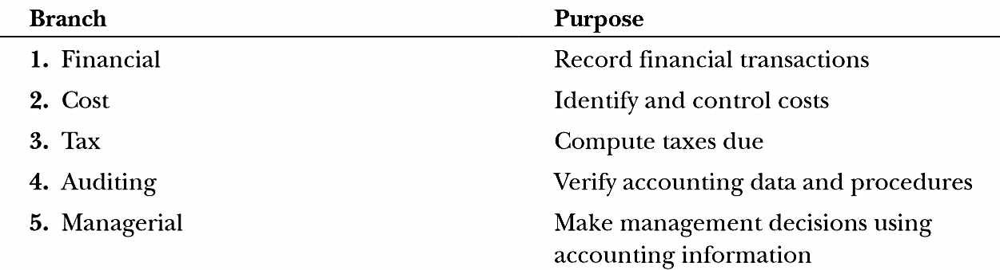 Branch Purpose
1. Financial Record financial transactions
2. Cost Identify and control costs
3. Tax Compute taxes due
4. Auditing Verify accounting data and procedures
5. Managerial Make management decisions using
accounting information